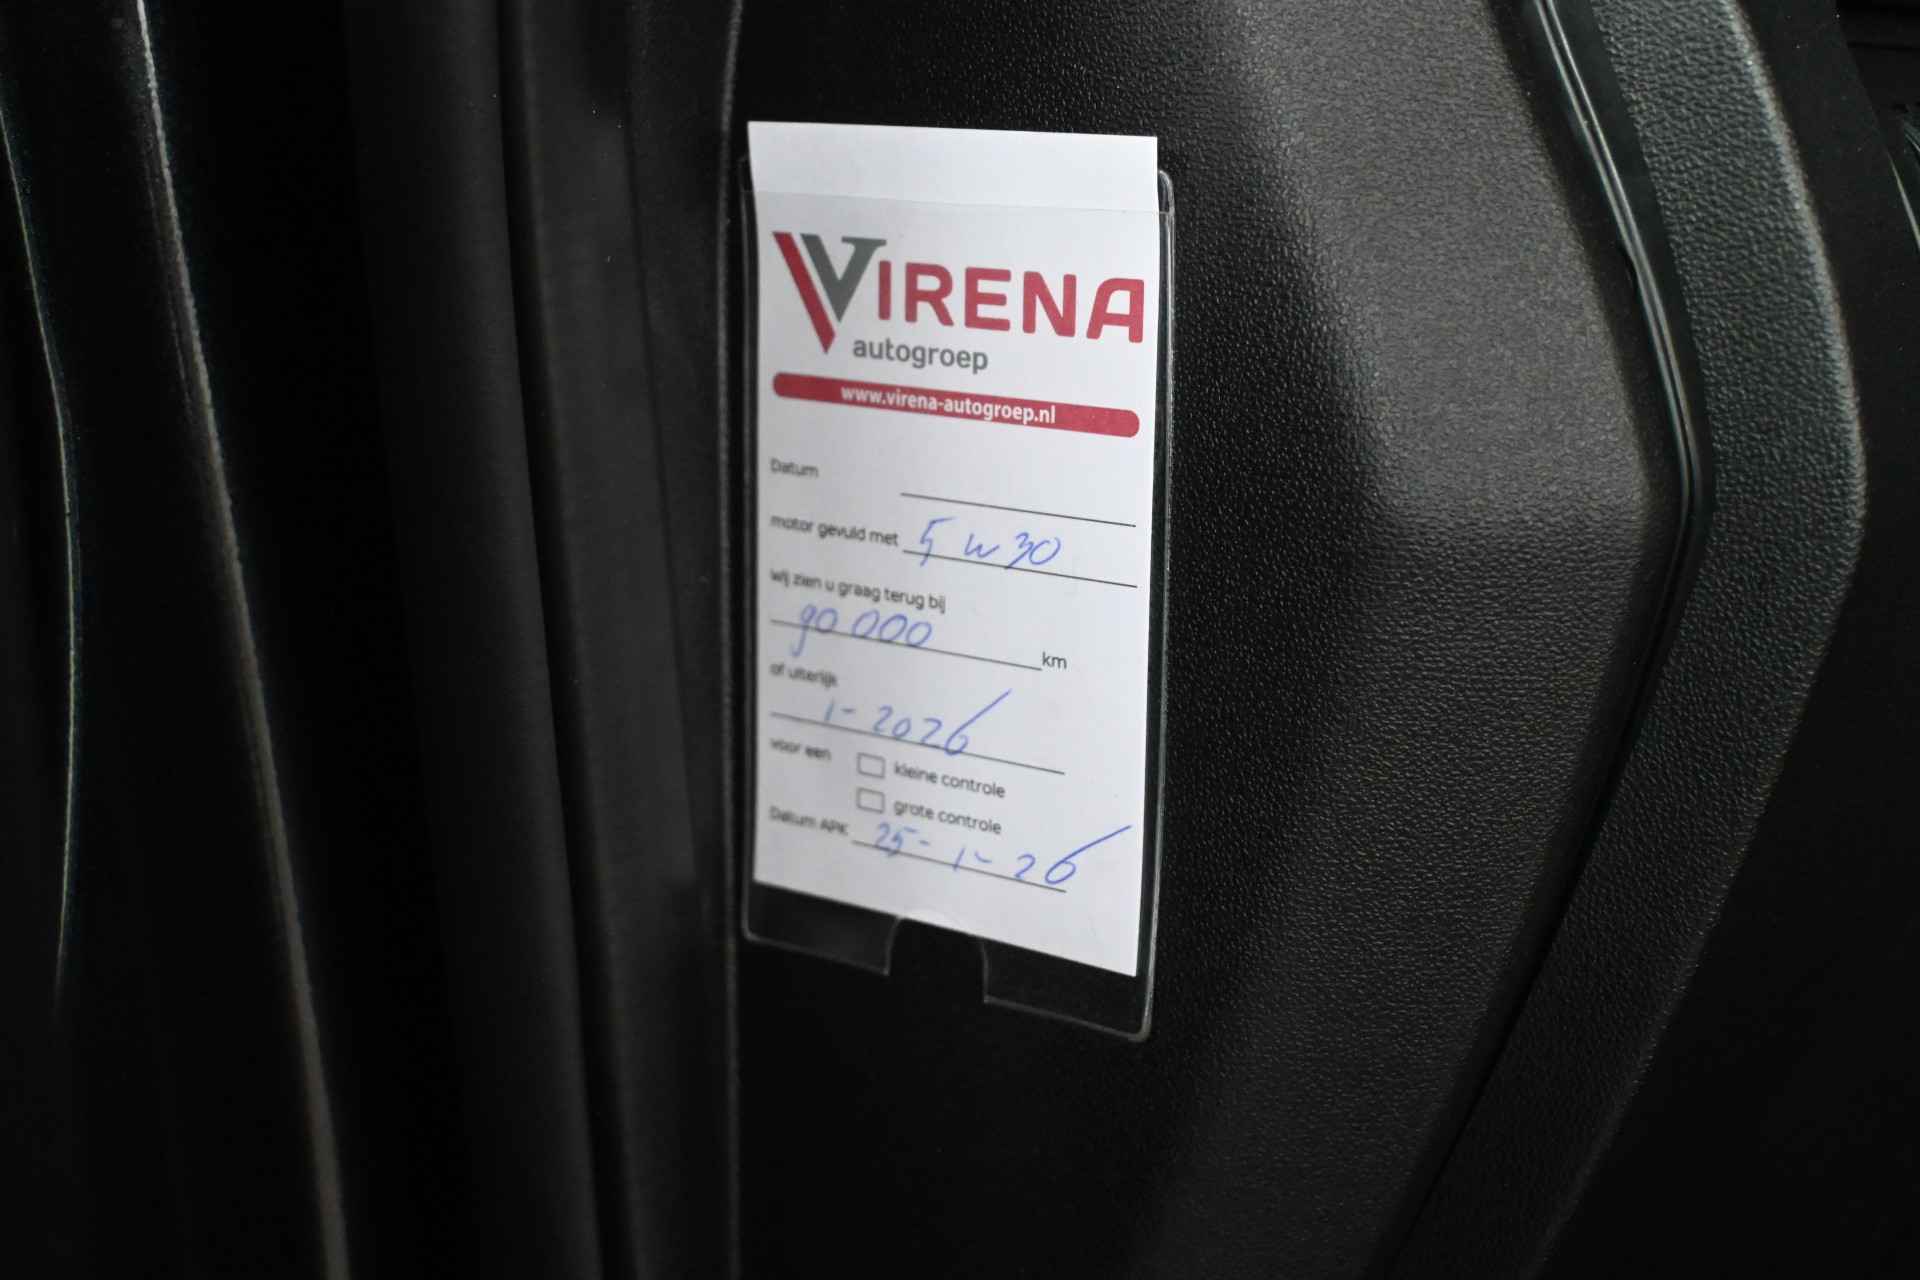 VIRENA
autogroep
www.virena-autogroep.nl
Datum
motor gevuld met 5 w 30
Wij zien u graag terug bij
90 000 km
of uiterlijk
1-2026
voor een kleine controle
grote controle
Datum APK 25-1-26